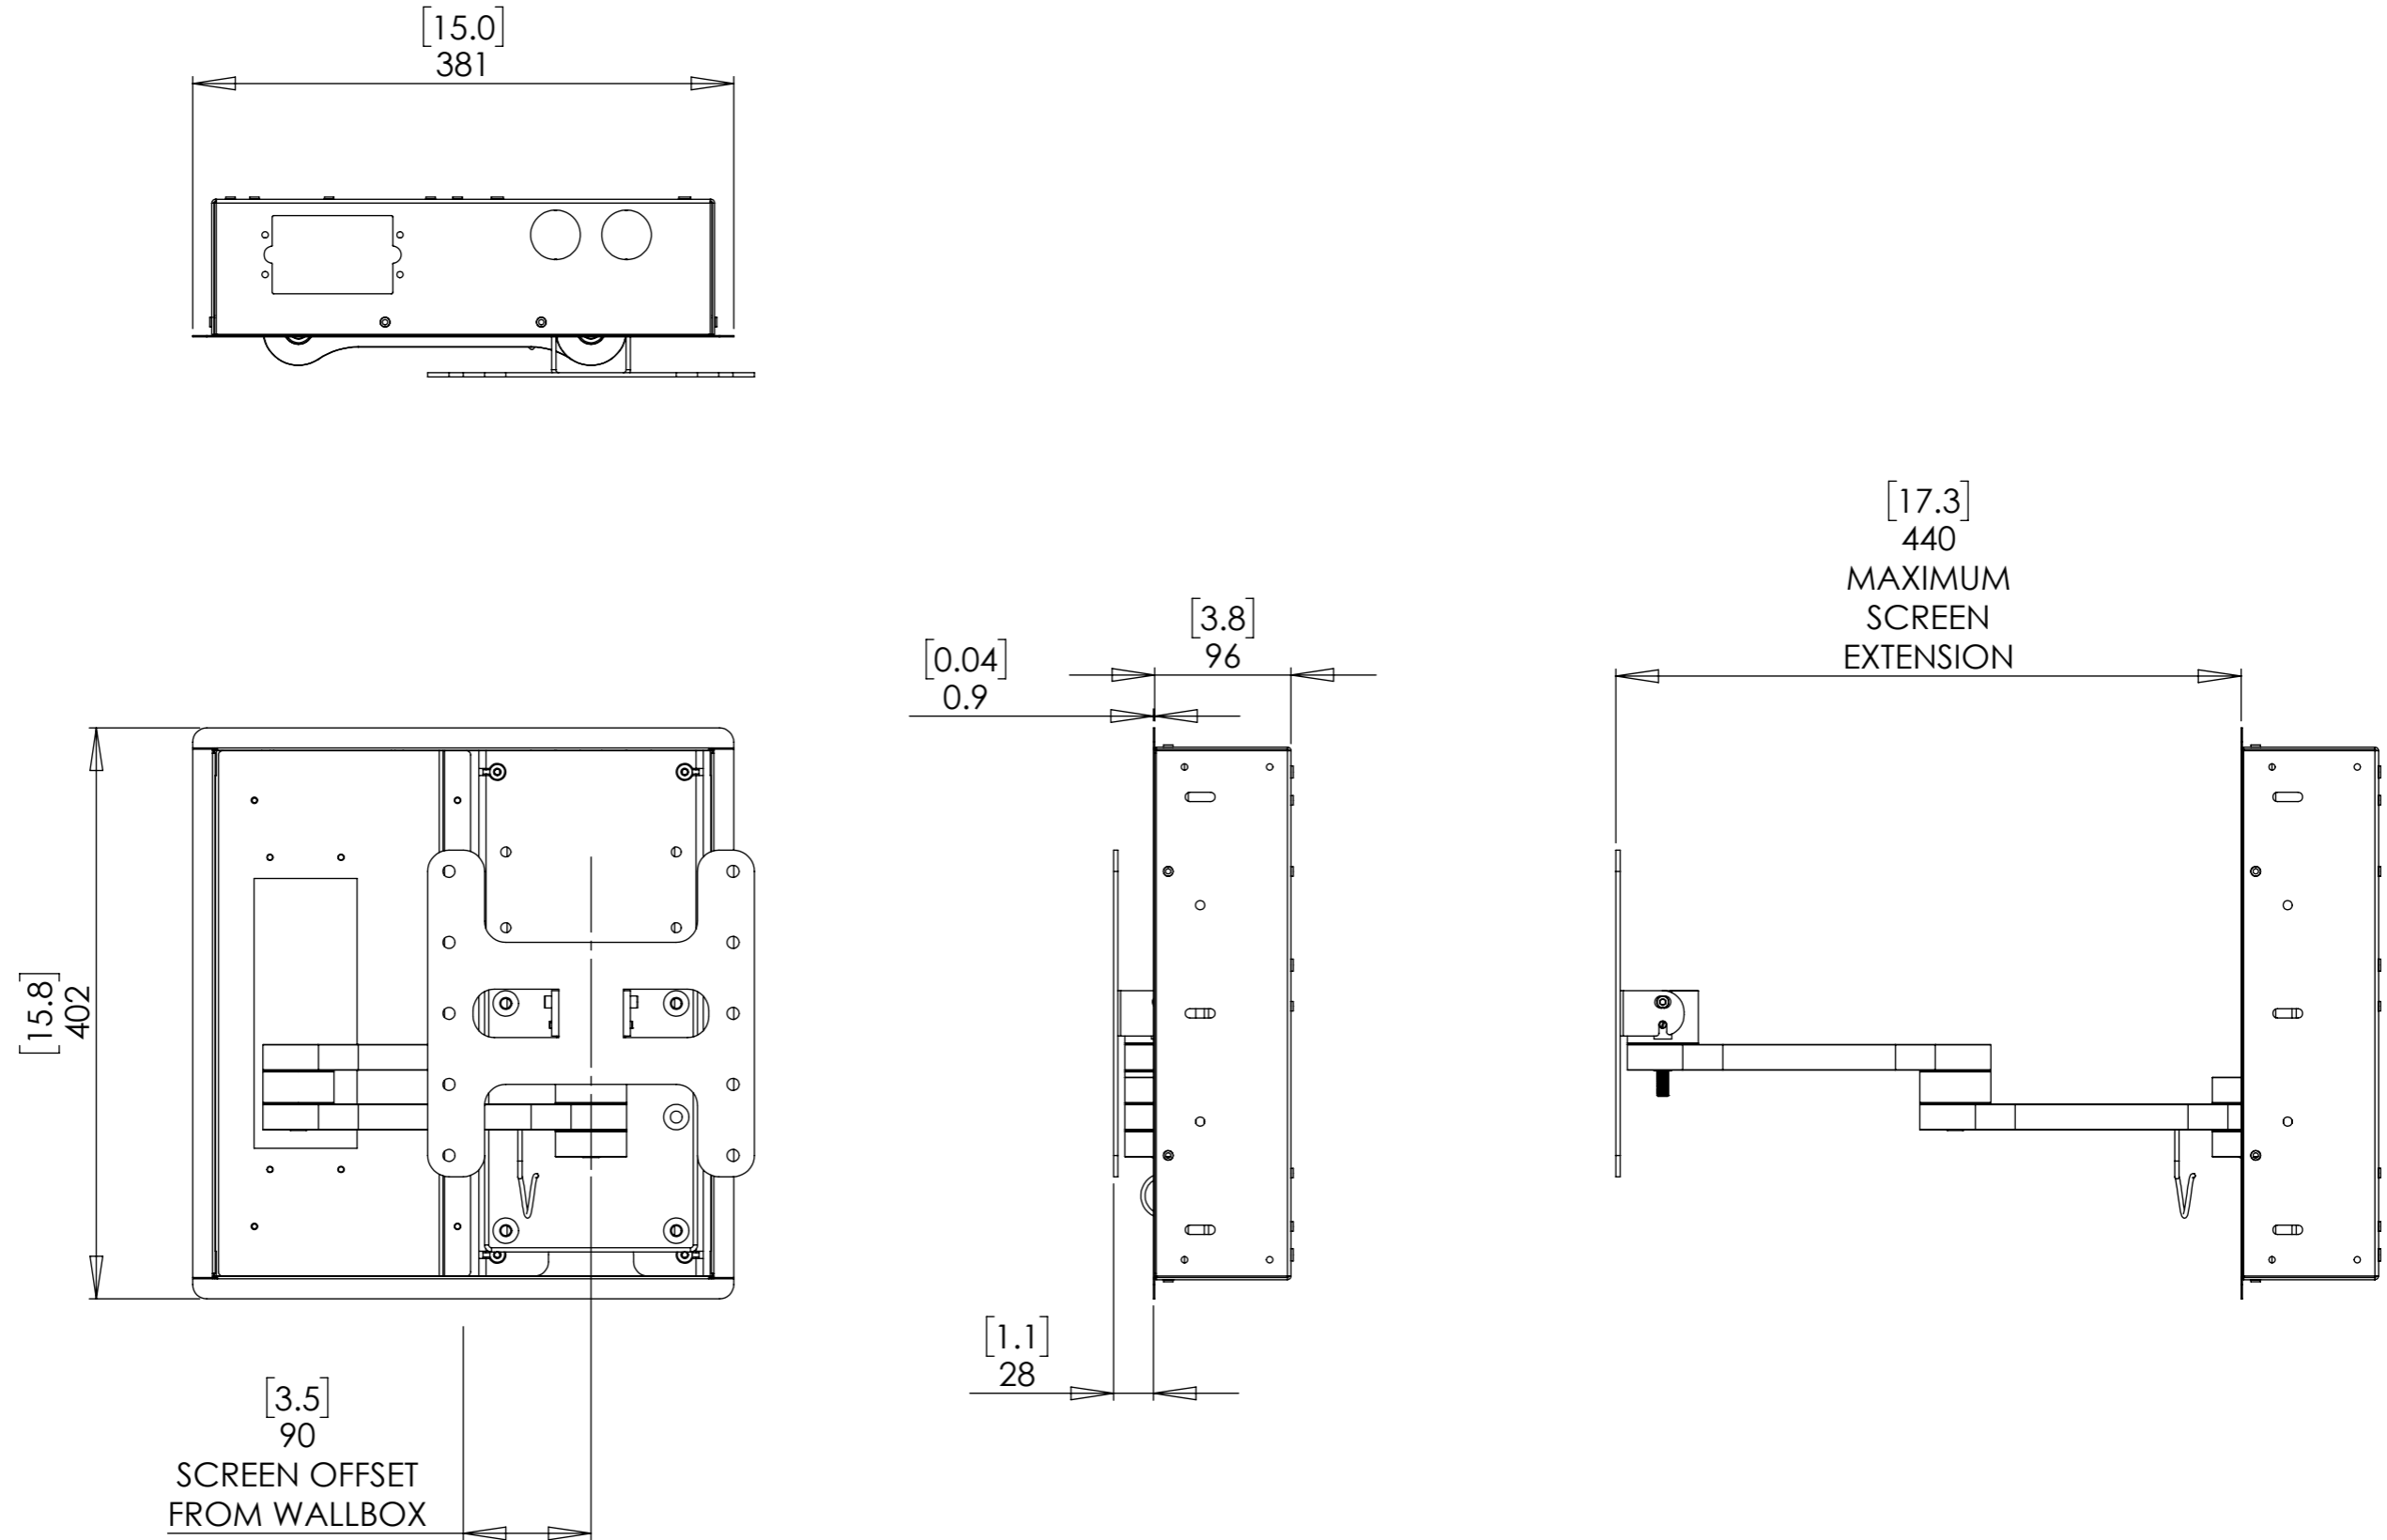 [15.0]
381
[17.3]
440
MAXIMUM
SCREEN
EXTENSION
[3.8]
96
[0.04]
0.9
[15.8]
402
[1.1]
28
[3.5]
90
SCREEN OFFSET
FROM WALLBOX